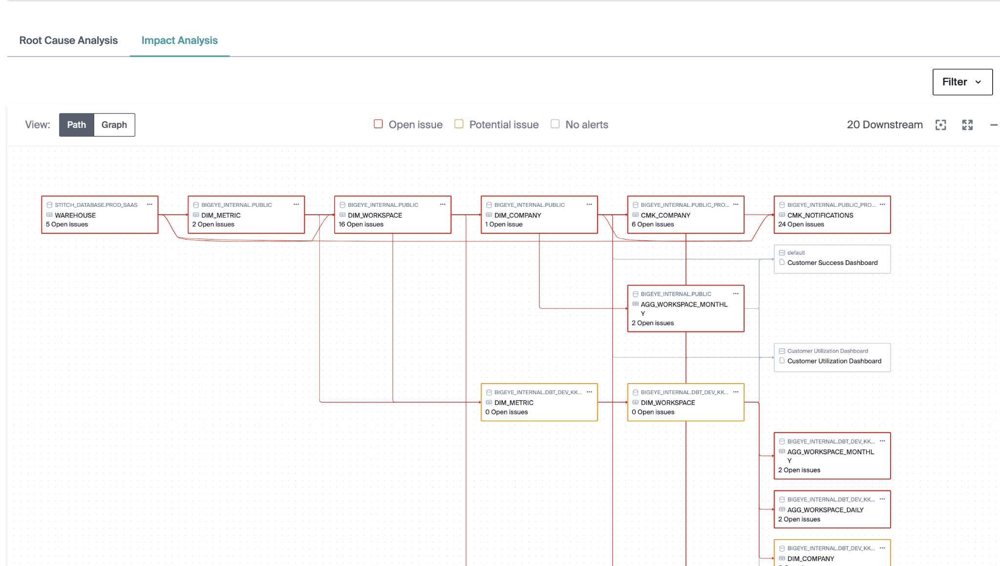 Root Cause Analysis
Impact Analysis
Filter
View:
Path
Graph
Open issue
Potential issue
No alerts
20 Downstream
STITCH_DATABASE.PROD_SAAS
WAREHOUSE
5 Open issues
BIGEYE_INTERNAL.PUBLIC
DIM_METRIC
2 Open issues
BIGEYE_INTERNAL.PUBLIC
DIM_WORKSPACE
16 Open issues
BIGEYE_INTERNAL.PUBLIC
DIM_COMPANY
1 Open issue
BIGEYE_INTERNAL.PUBLIC_PRO...
CMK_COMPANY
6 Open issues
BIGEYE_INTERNAL.PUBLIC_PRO...
CMK_NOTIFICATIONS
24 Open issues
default
Customer Success Dashboard
BIGEYE_INTERNAL.PUBLIC
AGG_WORKSPACE_MONTHL
Y
2 Open issues
Customer Utilization Dashboard
Customer Utilization Dashboard
BIGEYE_INTERNAL.DBT_DEV_KK...
DIM_METRIC
0 Open issues
BIGEYE_INTERNAL.DBT_DEV_KK...
DIM_WORKSPACE
0 Open issues
BIGEYE_INTERNAL.DBT_DEV_KK...
AGG_WORKSPACE_MONTHL
Y
2 Open issues
BIGEYE_INTERNAL.DBT_DEV_KK...
AGG_WORKSPACE_DAILY
2 Open issues
BIGEYE_INTERNAL.DBT_DEV_KK...
DIM_COMPANY